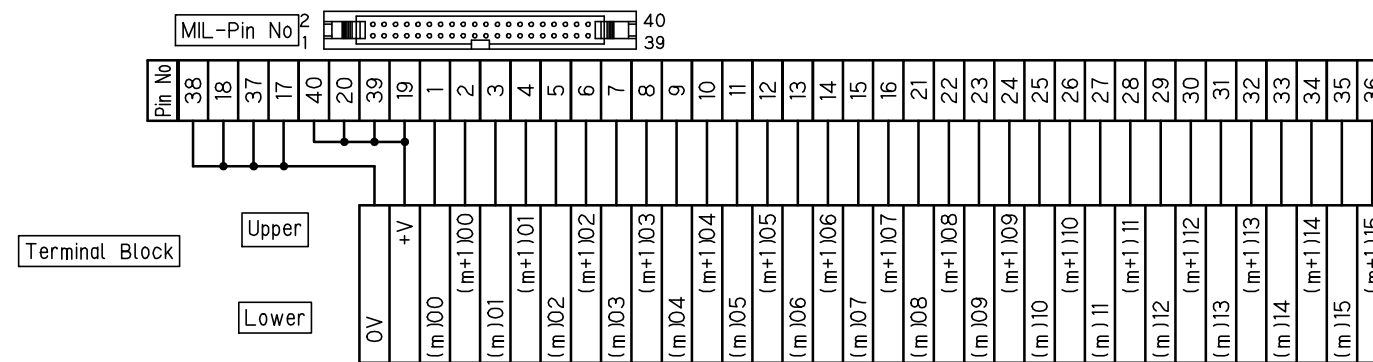 MIL-Pin No
2
1
40
39
Pin No 38 18 37 17 40 20 39 19 1 2 3 4 5 6 7 8 9 10 11 12 13 14 15 16 21 22 23 24 25 26 27 28 29 30 31 32 33 34 35 36
Terminal Block
Upper
+V (m+1)00 (m+1)01 (m+1)02 (m+1)03 (m+1)04 (m+1)05 (m+1)06 (m+1)07 (m+1)08 (m+1)09 (m+1)10 (m+1)11 (m+1)12 (m+1)13 (m+1)14 (m+1)15
Lower
0V (m)00 (m)01 (m)02 (m)03 (m)04 (m)05 (m)06 (m)07 (m)08 (m)09 (m)10 (m)11 (m)12 (m)13 (m)14 (m)15